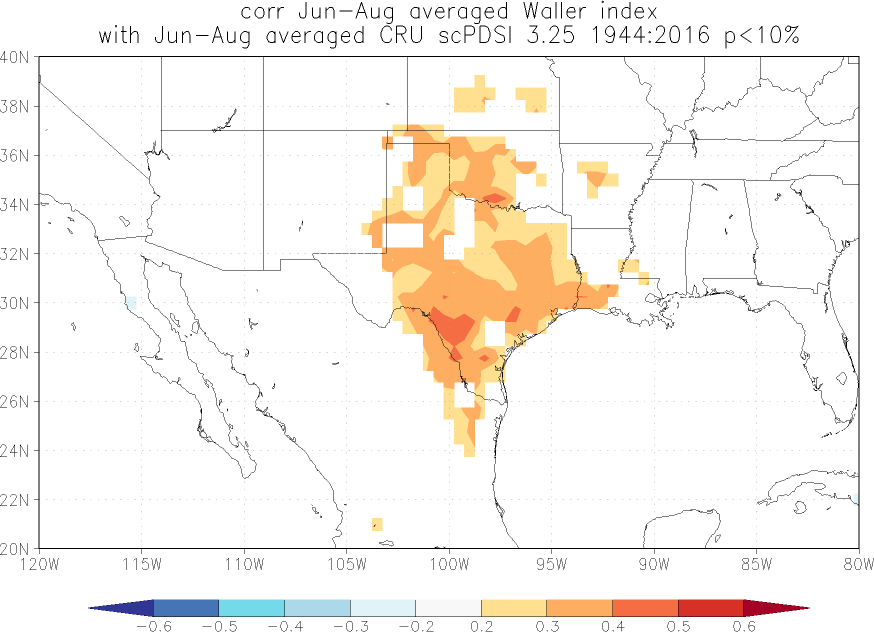 corr Jun-Aug averaged Waller index
with Jun-Aug averaged CRU scPDSI 3.25 1944:2016 p<10%
40N
38N
36N
34N
32N
30N
28N
26N
24N
22N
20N
120W 115W 110W 105W 100W 95W 90W 85W 80W
-0.6 -0.5 -0.4 -0.3 -0.2 0.2 0.3 0.4 0.5 0.6